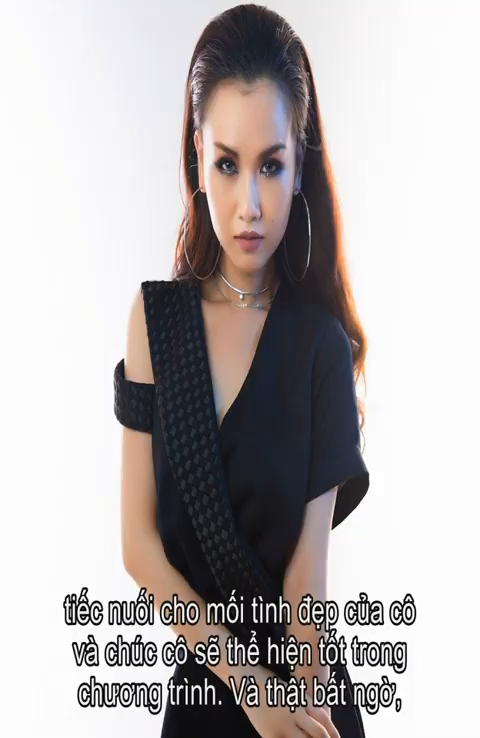 tiếc nuối cho mối tình đẹp của cô
và chúc cô sẽ thể hiện tốt trong
chương trình. Và thật bất ngờ,